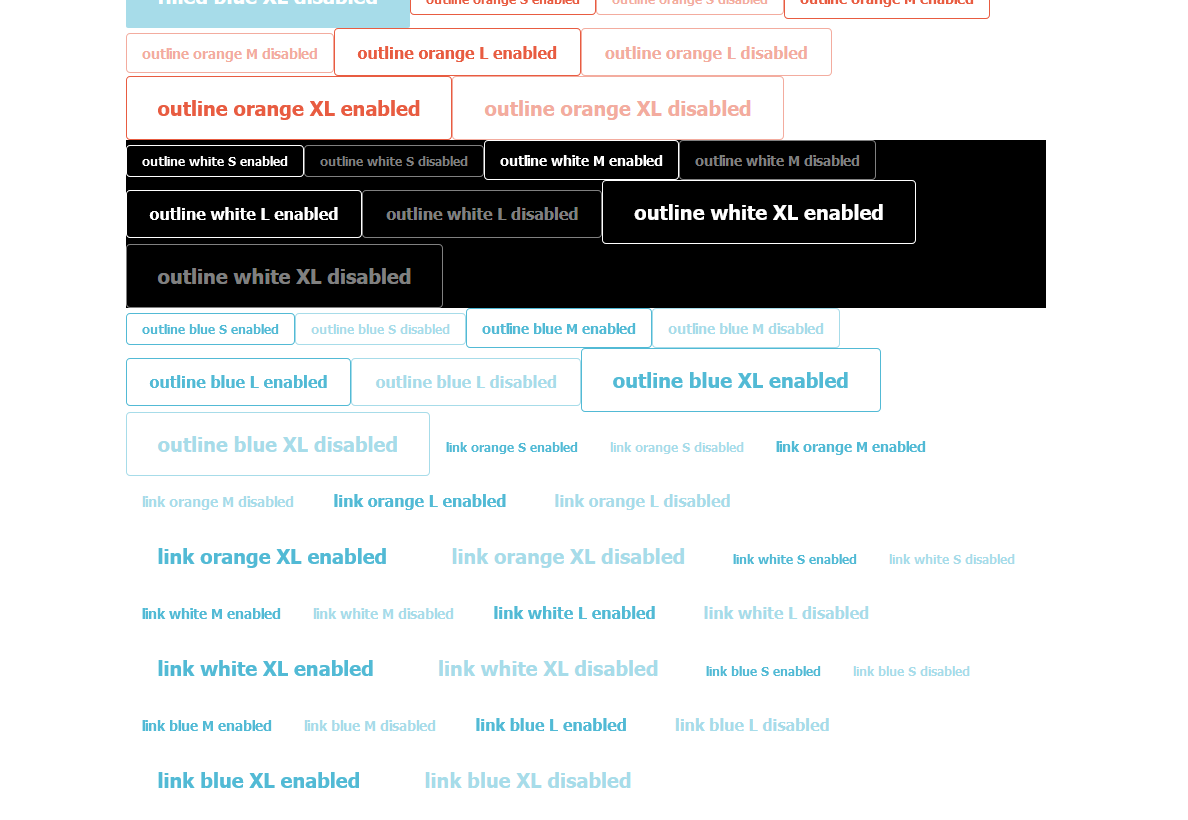 filled blue XL disabled outline orange S enabled outline orange S disabled outline orange M enabled
outline orange M disabled outline orange L enabled outline orange L disabled
outline orange XL enabled outline orange XL disabled
outline white S enabled outline white S disabled outline white M enabled outline white M disabled
outline white L enabled outline white L disabled outline white XL enabled
outline white XL disabled
outline blue S enabled outline blue S disabled outline blue M enabled outline blue M disabled
outline blue L enabled outline blue L disabled outline blue XL enabled
outline blue XL disabled link orange S enabled link orange S disabled link orange M enabled
link orange M disabled link orange L enabled link orange L disabled
link orange XL enabled link orange XL disabled link white S enabled link white S disabled
link white M enabled link white M disabled link white L enabled link white L disabled
link white XL enabled link white XL disabled link blue S enabled link blue S disabled
link blue M enabled link blue M disabled link blue L enabled link blue L disabled
link blue XL enabled link blue XL disabled